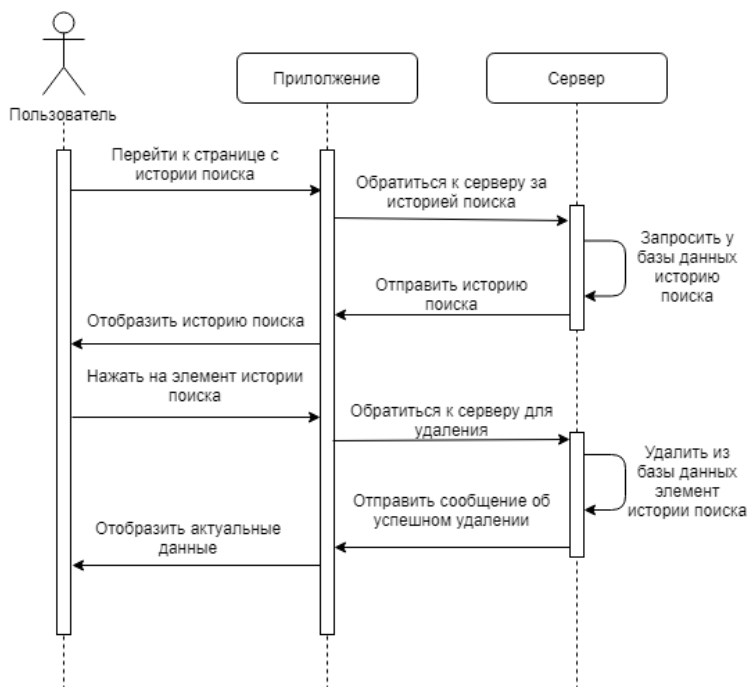 Пользователь
Прилолжение
Сервер
Перейти к странице с
истории поиска
Обратиться к серверу за
историей поиска
Запросить у
базы данных
историю
поиска
Отправить историю
поиска
Отобразить историю поиска
Нажать на элемент истории
поиска
Обратиться к серверу для
удаления
Удалить из
базы данных
элемент
истории поиска
Отправить сообщение об
успешном удалении
Отобразить актуальные
данные